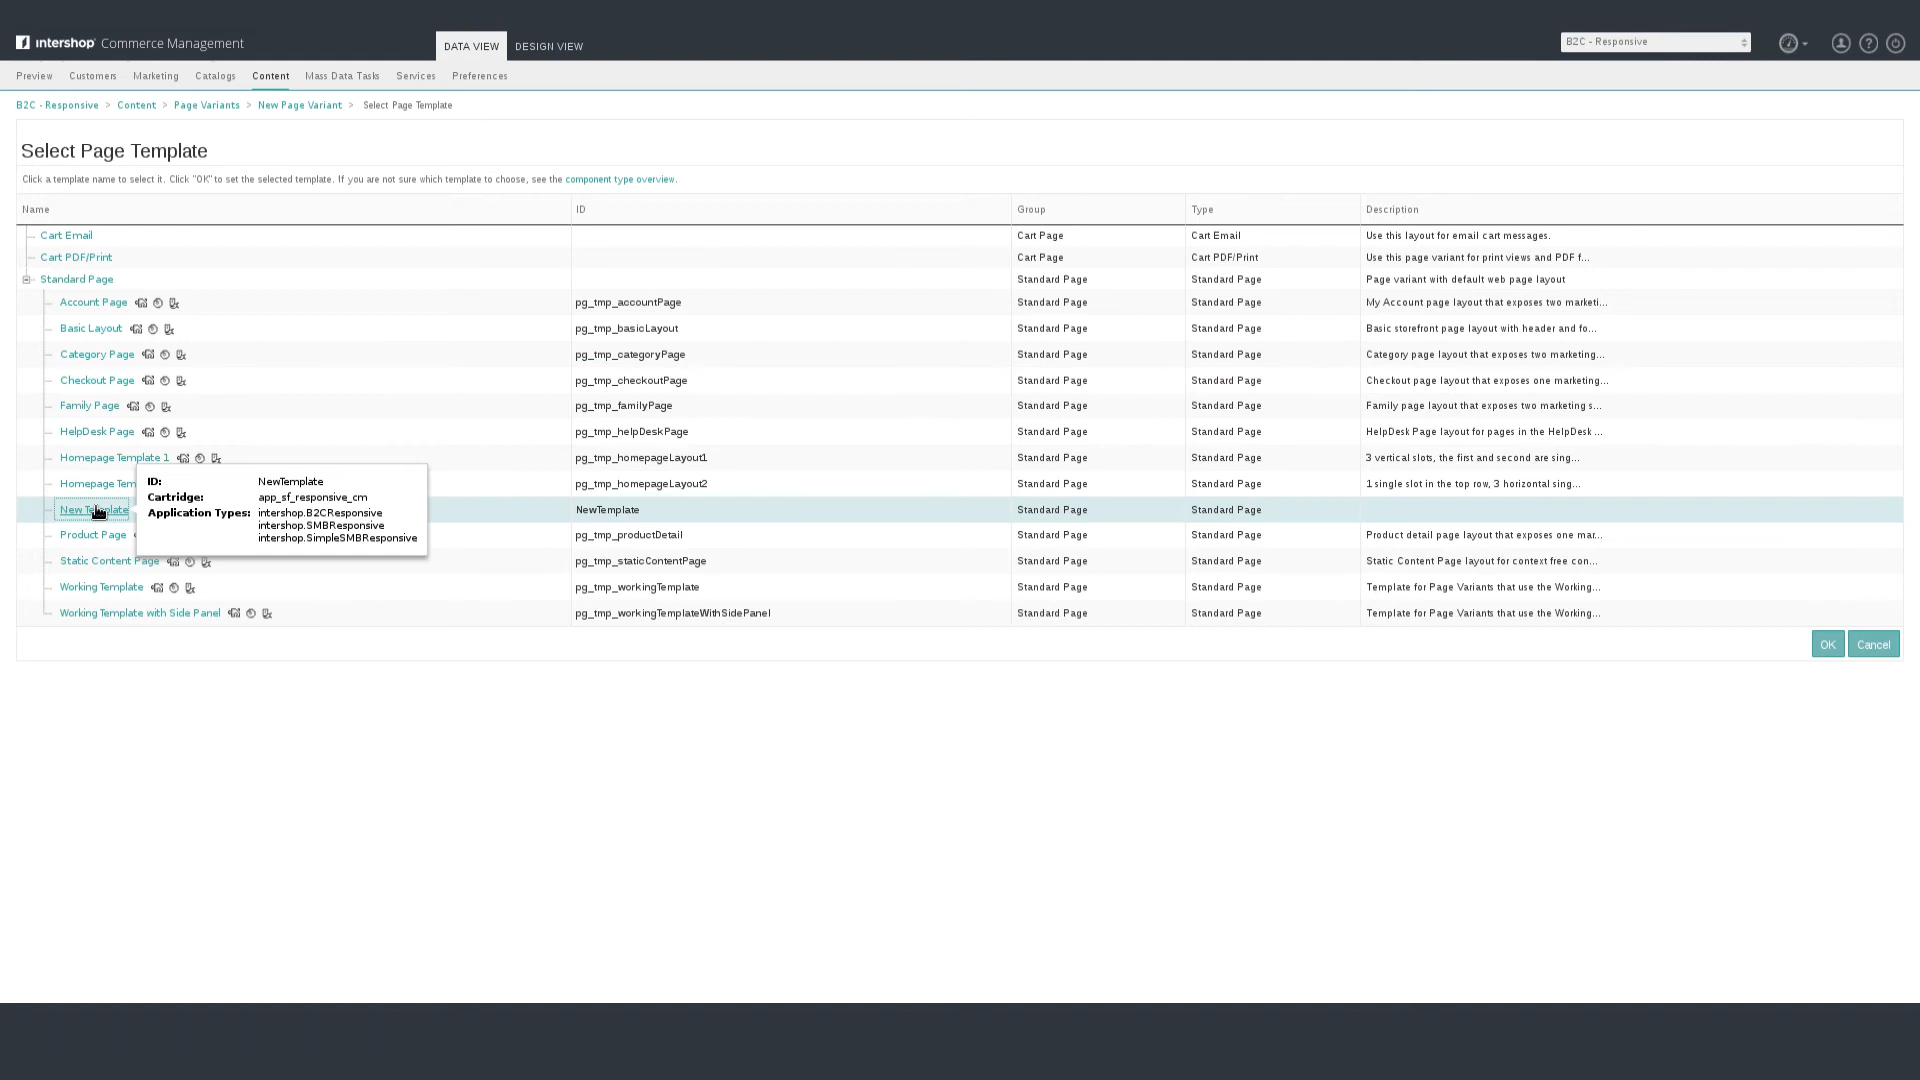 intershop® Commerce Management DATA VIEW DESIGN VIEW B2C - Responsive
Preview Customers Marketing Catalogs Content Mass Data Tasks Services Preferences
B2C - Responsive > Content > Page Variants > New Page Variant > Select Page Template
Select Page Template
Click a template name to select it. Click "OK" to set the selected template. If you are not sure which template to choose, see the component type overview.
Name ID Group Type Description
Cart Email Cart Page Cart Email Use this layout for email cart messages.
Cart PDF/Print Cart Page Cart PDF/Print Use this page variant for print views and PDF f...
Standard Page Standard Page Standard Page Page variant with default web page layout
Account Page pg_tmp_accountPage Standard Page Standard Page My Account page layout that exposes two marketi...
Basic Layout pg_tmp_basicLayout Standard Page Standard Page Basic storefront page layout with header and fo...
Category Page pg_tmp_categoryPage Standard Page Standard Page Category page layout that exposes two marketing...
Checkout Page pg_tmp_checkoutPage Standard Page Standard Page Checkout page layout that exposes one marketing...
Family Page pg_tmp_familyPage Standard Page Standard Page Family page layout that exposes two marketing s...
HelpDesk Page pg_tmp_helpDeskPage Standard Page Standard Page HelpDesk Page layout for pages in the HelpDesk ...
Homepage Template 1 pg_tmp_homepageLayout1 Standard Page Standard Page 3 vertical slots, the first and second are sing...
Homepage Tem pg_tmp_homepageLayout2 Standard Page Standard Page 1 single slot in the top row, 3 horizontal sing...
New Template NewTemplate Standard Page Standard Page
ID: NewTemplate
Cartridge: app_sf_responsive_cm
Application Types: intershop.B2CResponsive
intershop.SMBResponsive
intershop.SimpleSMBResponsive
Product Page pg_tmp_productDetail Standard Page Standard Page Product detail page layout that exposes one mar...
Static Content Page pg_tmp_staticContentPage Standard Page Standard Page Static Content Page layout for context free con...
Working Template pg_tmp_workingTemplate Standard Page Standard Page Template for Page Variants that use the Working...
Working Template with Side Panel pg_tmp_workingTemplateWithSidePanel Standard Page Standard Page Template for Page Variants that use the Working...
OK Cancel